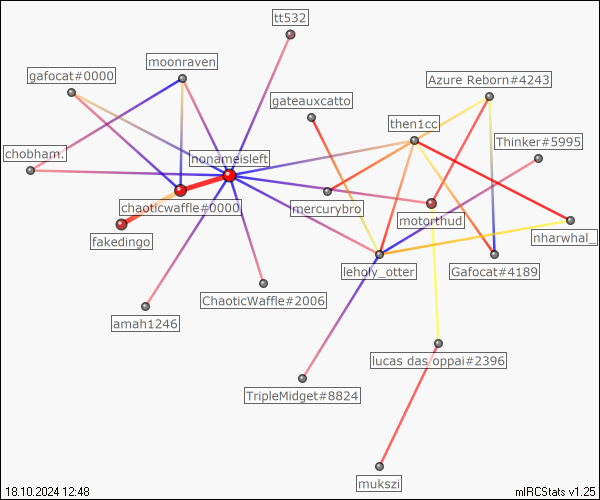 tt532
moonraven
gafocat#0000
Azure Reborn#4243
gateauxcatto
then1cc
Thinker#5995
chobham.
nonameisleft
chaoticwaffle#0000
mercurybro
motorthud
fakedingo
nharwhal_
leholy_otter
Gafocat#4189
ChaoticWaffle#2006
amah1246
lucas das oppai#2396
TripleMidget#8824
mukszi
18.10.2024 12:48
mIRCStats v1.25